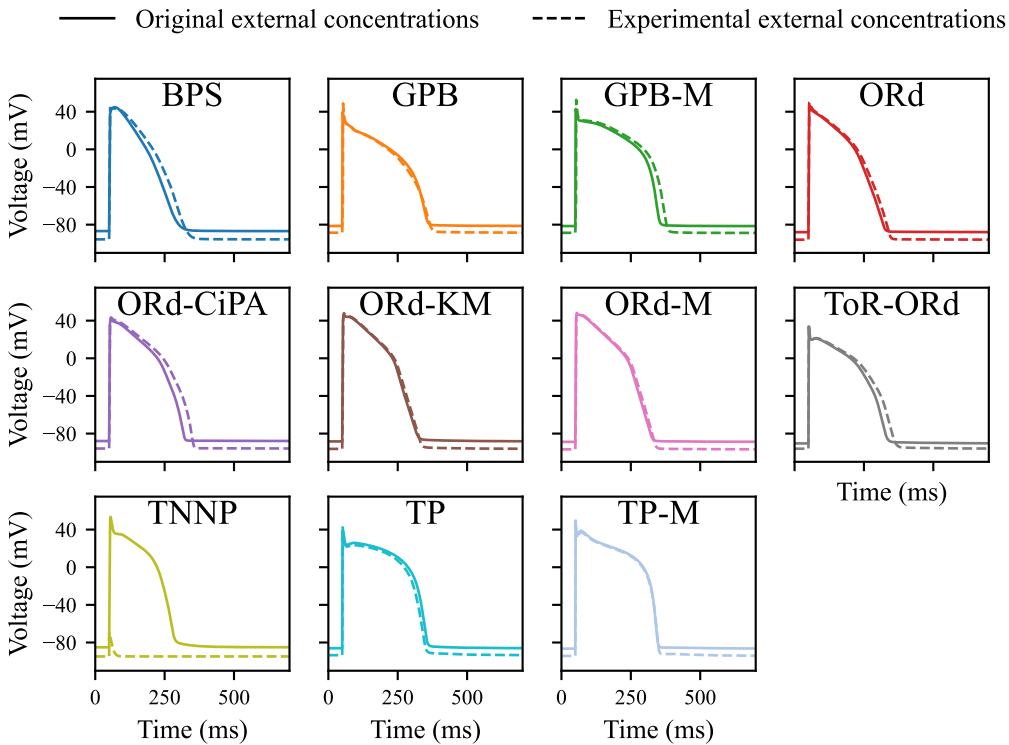 Original external concentrations Experimental external concentrations
BPS GPB GPB-M ORd
Voltage (mV)
40
0
−40
−80
ORd-CiPA ORd-KM ORd-M ToR-ORd
Voltage (mV)
40
0
−40
−80
Time (ms)
TNNP TP TP-M
Voltage (mV)
40
0
−40
−80
0 250 500 0 250 500 0 250 500
Time (ms) Time (ms) Time (ms)